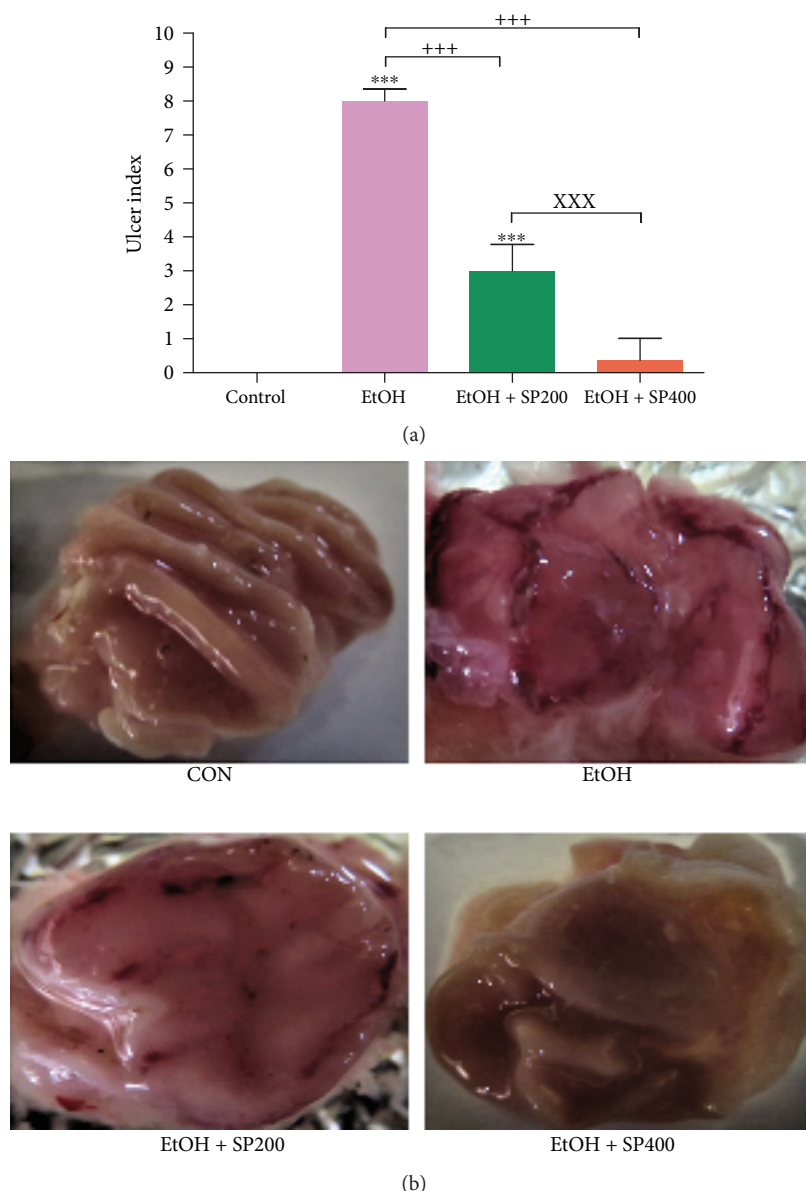 +++
10
+++
9
***
8
7
6
Ulcer index
5
XXX
4
***
3
2
1
0
Control EtOH EtOH + SP200 EtOH + SP400
(a)
CON EtOH
EtOH + SP200 EtOH + SP400
(b)